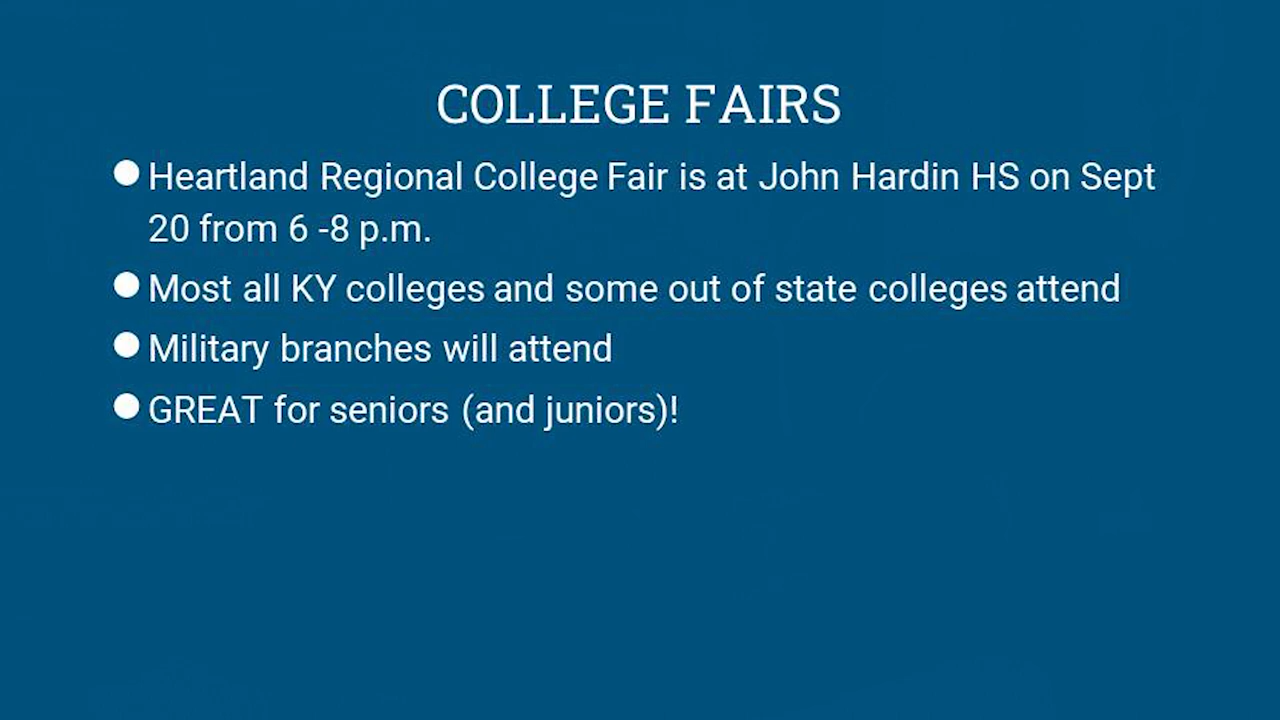 COLLEGE FAIRS
● Heartland Regional College Fair is at John Hardin HS on Sept
20 from 6 -8 p.m.
● Most all KY colleges and some out of state colleges attend
● Military branches will attend
● GREAT for seniors (and juniors)!